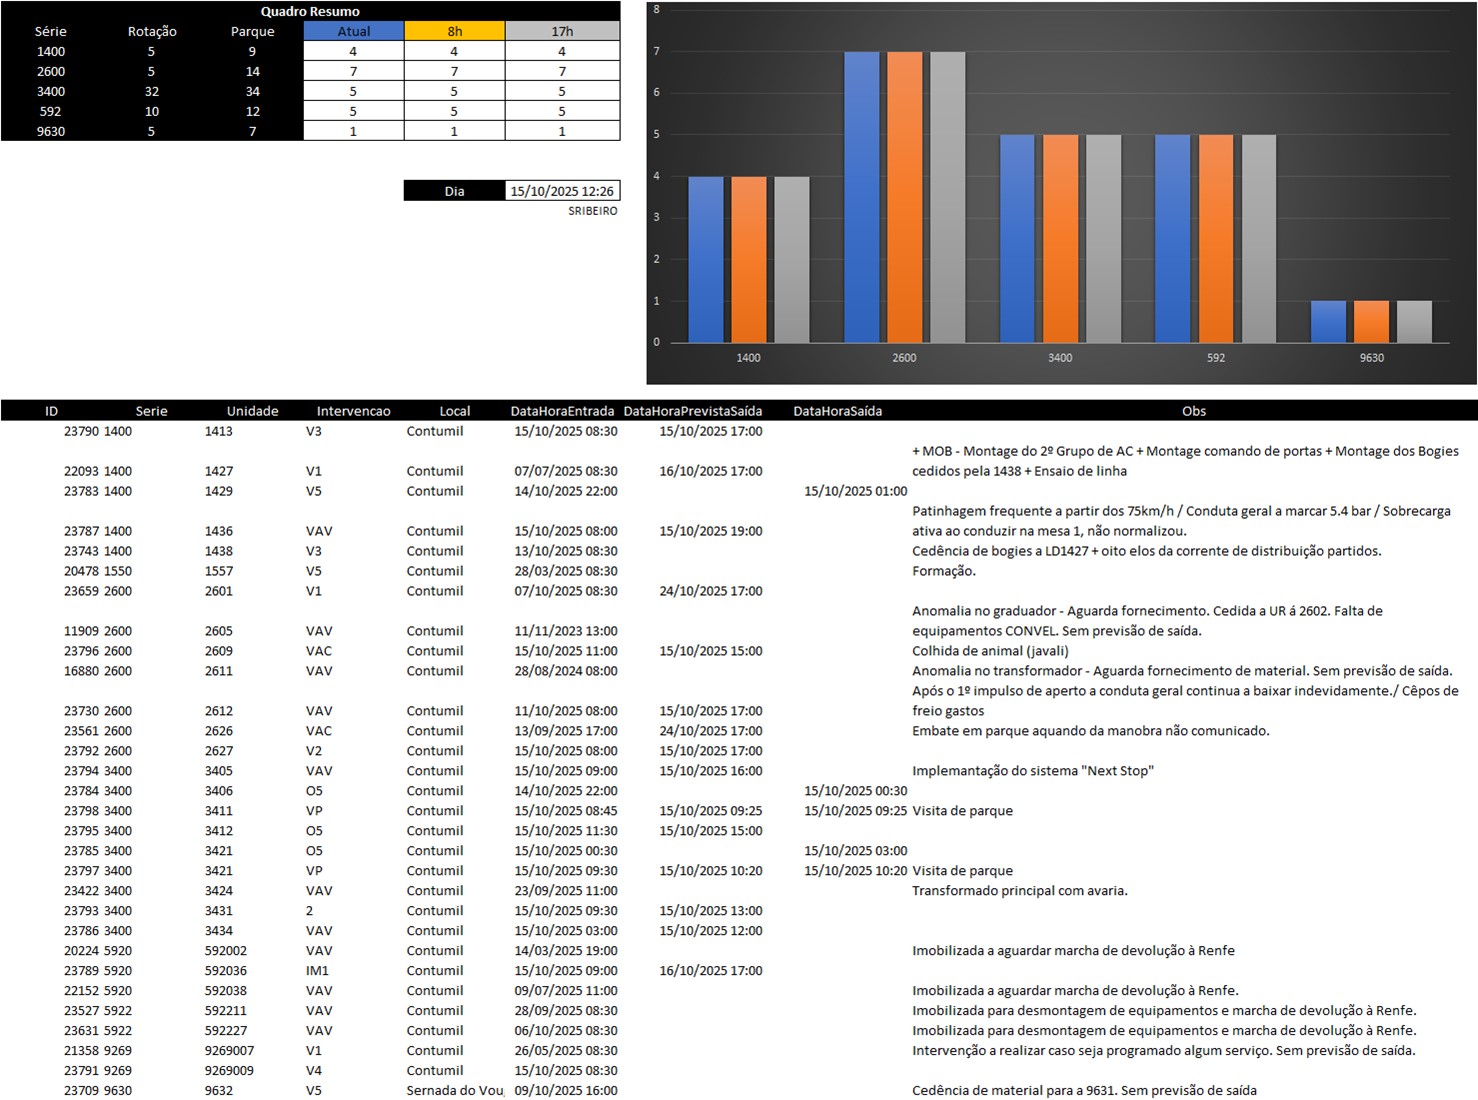 Quadro Resumo
Série Rotação Parque Atual 8h 17h
1400 5 9 4 4 4
2600 5 14 7 7 7
3400 32 34 5 5 5
592 10 12 5 5 5
9630 5 7 1 1 1
Dia 15/10/2025 12:26
SRIBEIRO
8
7
6
5
4
3
2
1
0
1400 2600 3400 592 9630
ID Serie Unidade Intervencao Local DataHoraEntrada DataHoraPrevistaSaída DataHoraSaída Obs
23790 1400 1413 V3 Contumil 15/10/2025 08:30 15/10/2025 17:00
+ MOB - Montage do 2º Grupo de AC + Montage comando de portas + Montage dos Bogies
22093 1400 1427 V1 Contumil 07/07/2025 08:30 16/10/2025 17:00 cedidos pela 1438 + Ensaio de linha
23783 1400 1429 V5 Contumil 14/10/2025 22:00 15/10/2025 01:00
Patinhagem frequente a partir dos 75km/h / Conduta geral a marcar 5.4 bar / Sobrecarga
23787 1400 1436 VAV Contumil 15/10/2025 08:00 15/10/2025 19:00 ativa ao conduzir na mesa 1, não normalizou.
23743 1400 1438 V3 Contumil 13/10/2025 08:30 Cedência de bogies a LD1427 + oito elos da corrente de distribuição partidos.
20478 1550 1557 V5 Contumil 28/03/2025 08:30 Formação.
23659 2600 2601 V1 Contumil 07/10/2025 08:30 24/10/2025 17:00
Anomalia no graduador - Aguarda fornecimento. Cedida a UR á 2602. Falta de
11909 2600 2605 VAV Contumil 11/11/2023 13:00 equipamentos CONVEL. Sem previsão de saída.
23796 2600 2609 VAC Contumil 15/10/2025 11:00 15/10/2025 15:00 Colhida de animal (javali)
16880 2600 2611 VAV Contumil 28/08/2024 08:00 Anomalia no transformador - Aguarda fornecimento de material. Sem previsão de saída.
Após o 1º impulso de aperto a conduta geral continua a baixar indevidamente./ Cêpos de
23730 2600 2612 VAV Contumil 11/10/2025 08:00 15/10/2025 17:00 freio gastos
23561 2600 2626 VAC Contumil 13/09/2025 17:00 24/10/2025 17:00 Embate em parque aquando da manobra não comunicado.
23792 2600 2627 V2 Contumil 15/10/2025 08:00 15/10/2025 17:00
23794 3400 3405 VAV Contumil 15/10/2025 09:00 15/10/2025 16:00 Implemantação do sistema "Next Stop"
23784 3400 3406 O5 Contumil 14/10/2025 22:00 15/10/2025 00:30
23798 3400 3411 VP Contumil 15/10/2025 08:45 15/10/2025 09:25 15/10/2025 09:25 Visita de parque
23795 3400 3412 O5 Contumil 15/10/2025 11:30 15/10/2025 15:00
23785 3400 3421 O5 Contumil 15/10/2025 00:30 15/10/2025 03:00
23797 3400 3421 VP Contumil 15/10/2025 09:30 15/10/2025 10:20 15/10/2025 10:20 Visita de parque
23422 3400 3424 VAV Contumil 23/09/2025 11:00 Transformado principal com avaria.
23793 3400 3431 2 Contumil 15/10/2025 09:30 15/10/2025 13:00
23786 3400 3434 VAV Contumil 15/10/2025 03:00 15/10/2025 12:00
20224 5920 592002 VAV Contumil 14/03/2025 19:00 Imobilizada a aguardar marcha de devolução à Renfe
23789 5920 592036 IM1 Contumil 15/10/2025 09:00 16/10/2025 17:00
22152 5920 592038 VAV Contumil 09/07/2025 11:00 Imobilizada a aguardar marcha de devolução à Renfe.
23527 5922 592211 VAV Contumil 28/09/2025 08:30 Imobilizada para desmontagem de equipamentos e marcha de devolução à Renfe.
23631 5922 592227 VAV Contumil 06/10/2025 08:30 Imobilizada para desmontagem de equipamentos e marcha de devolução à Renfe.
21358 9269 9269007 V1 Contumil 26/05/2025 08:30 Intervenção a realizar caso seja programado algum serviço. Sem previsão de saída.
23791 9269 9269009 V4 Contumil 15/10/2025 08:30
23709 9630 9632 V5 Sernada do Vou 09/10/2025 16:00 Cedência de material para a 9631. Sem previsão de saída